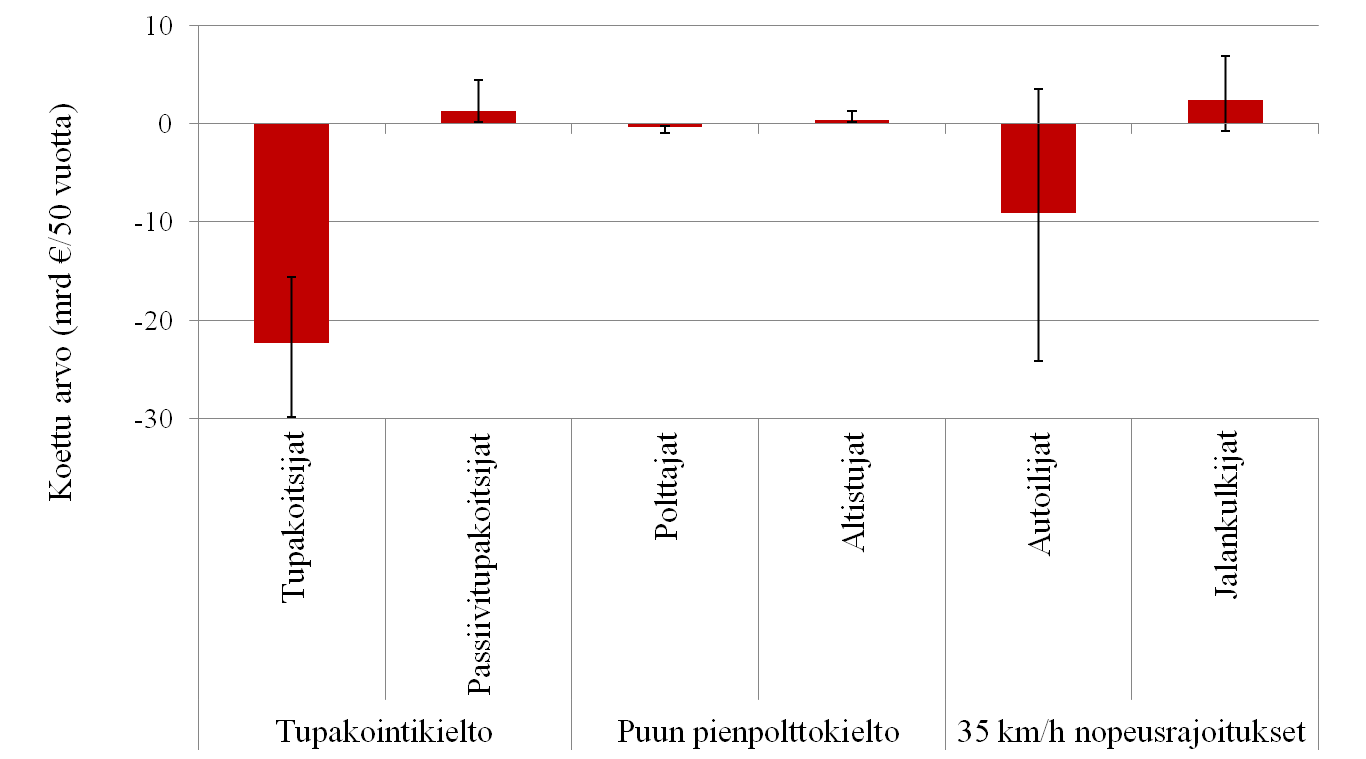 Koettu arvo (mrd €/50 vuotta)
10
0
-10
-20
-30
Tupakoitsijat
Passiivitupakoitsijat
Polttajat
Altistujat
Autoilijat
Jalankulkijat
Tupakointikielto
Puun pienpolttokielto
35 km/h nopeusrajoitukset